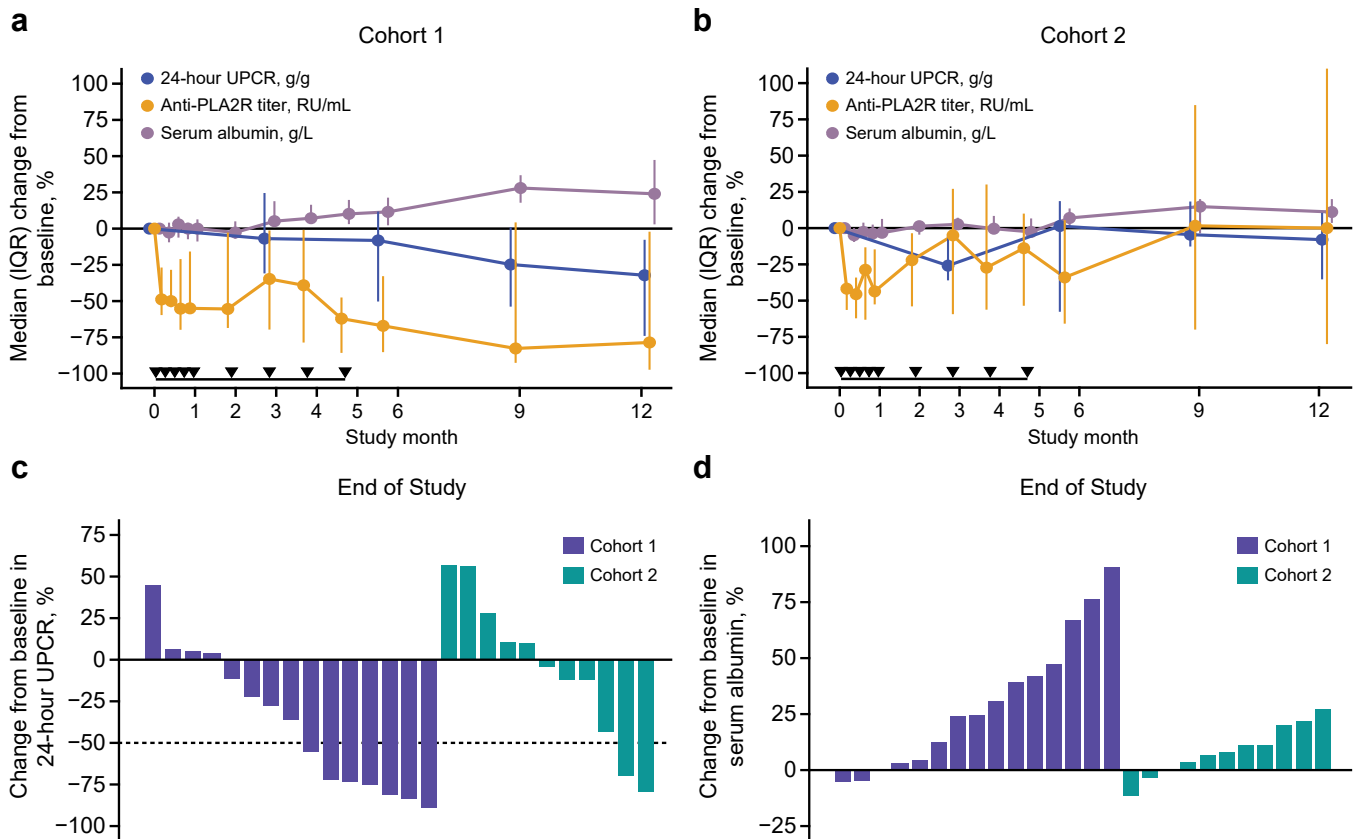 a
Cohort 1
Median (IQR) change from
baseline, %
100
75
50
25
0
−25
−50
−75
−100
24-hour UPCR, g/g
Anti-PLA2R titer, RU/mL
Serum albumin, g/L
0 1 2 3 4 5 6 9 12
Study month
b
Cohort 2
Median (IQR) change from
baseline, %
100
75
50
25
0
−25
−50
−75
−100
24-hour UPCR, g/g
Anti-PLA2R titer, RU/mL
Serum albumin, g/L
0 1 2 3 4 5 6 9 12
Study month
c
End of Study
Change from baseline in
24-hour UPCR, %
75
50
25
0
−25
−50
−75
−100
Cohort 1
Cohort 2
d
End of Study
Change from baseline in
serum albumin, %
100
75
50
25
0
−25
Cohort 1
Cohort 2